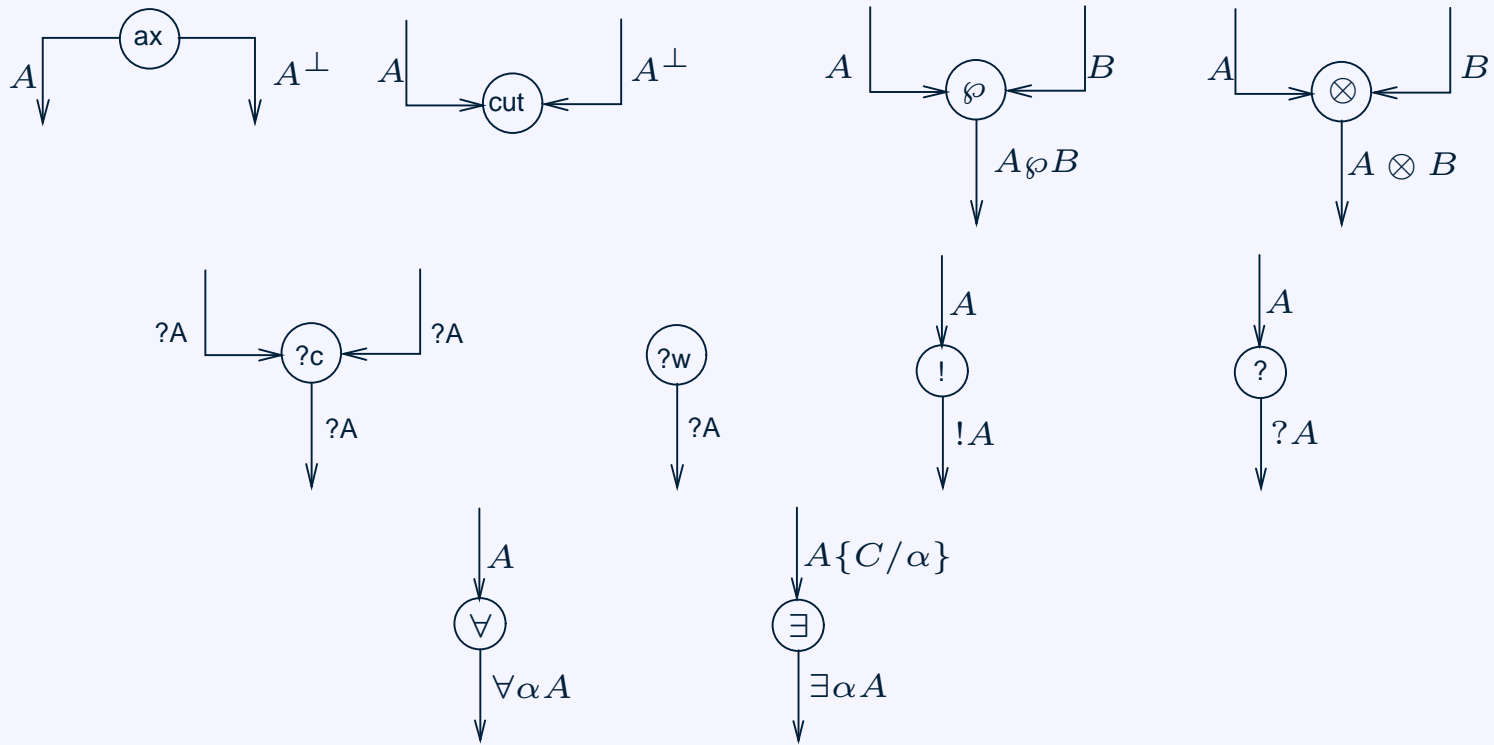 ax
A A⊥
A A⊥
cut
A B
℘
A℘B
A B
⊗
A ⊗ B
?A ?A
?c
?A
?w
?A
A
!
!A
A
?
?A
A
∀
∀αA
A{C/α}
∃
∃αA